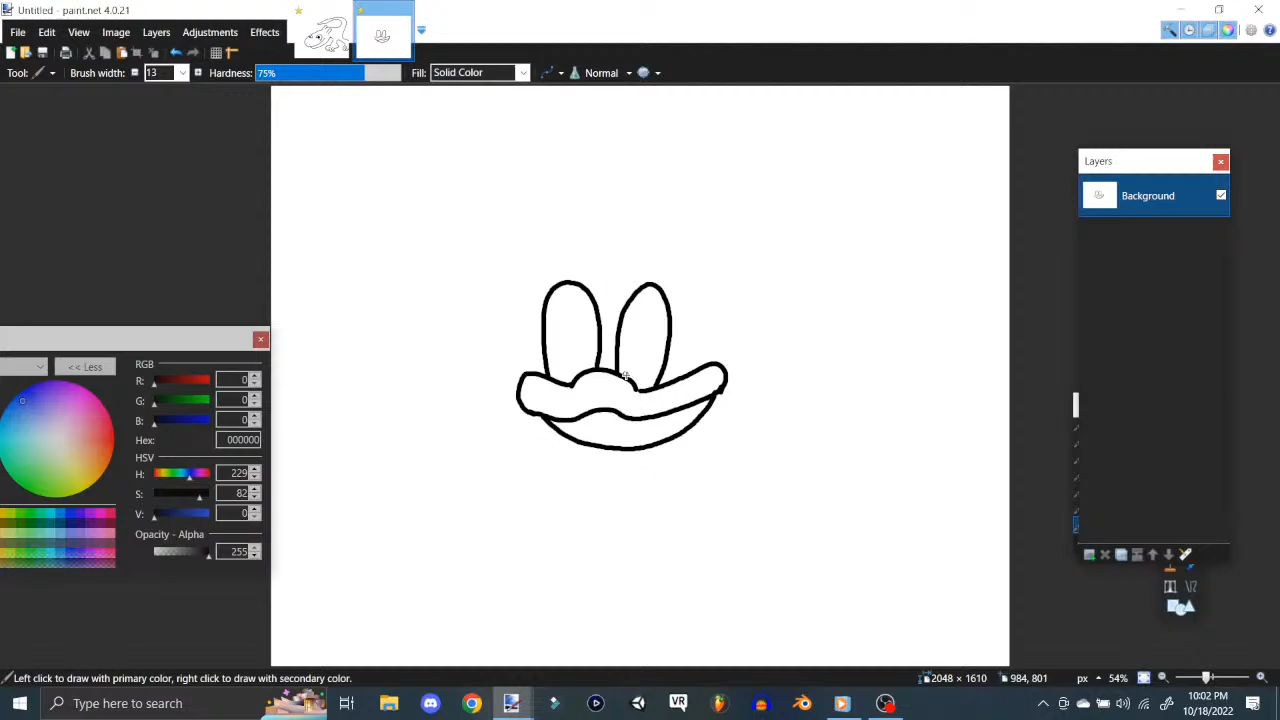 Untitled - paint.net 4.0.21
File Edit View Image Layers Adjustments Effects
Tool: Brush width: 13 Hardness: 75% Fill: Solid Color Normal
Layers
Background
<< Less
RGB
R: 0
G: 0
B: 0
Hex: 000000
HSV
H: 229
S: 82
V: 0
Opacity - Alpha
255
Left click to draw with primary color, right click to draw with secondary color. 2048 × 1610 984, 801 px 54%
Type here to search VR 10:02 PM
10/18/2022